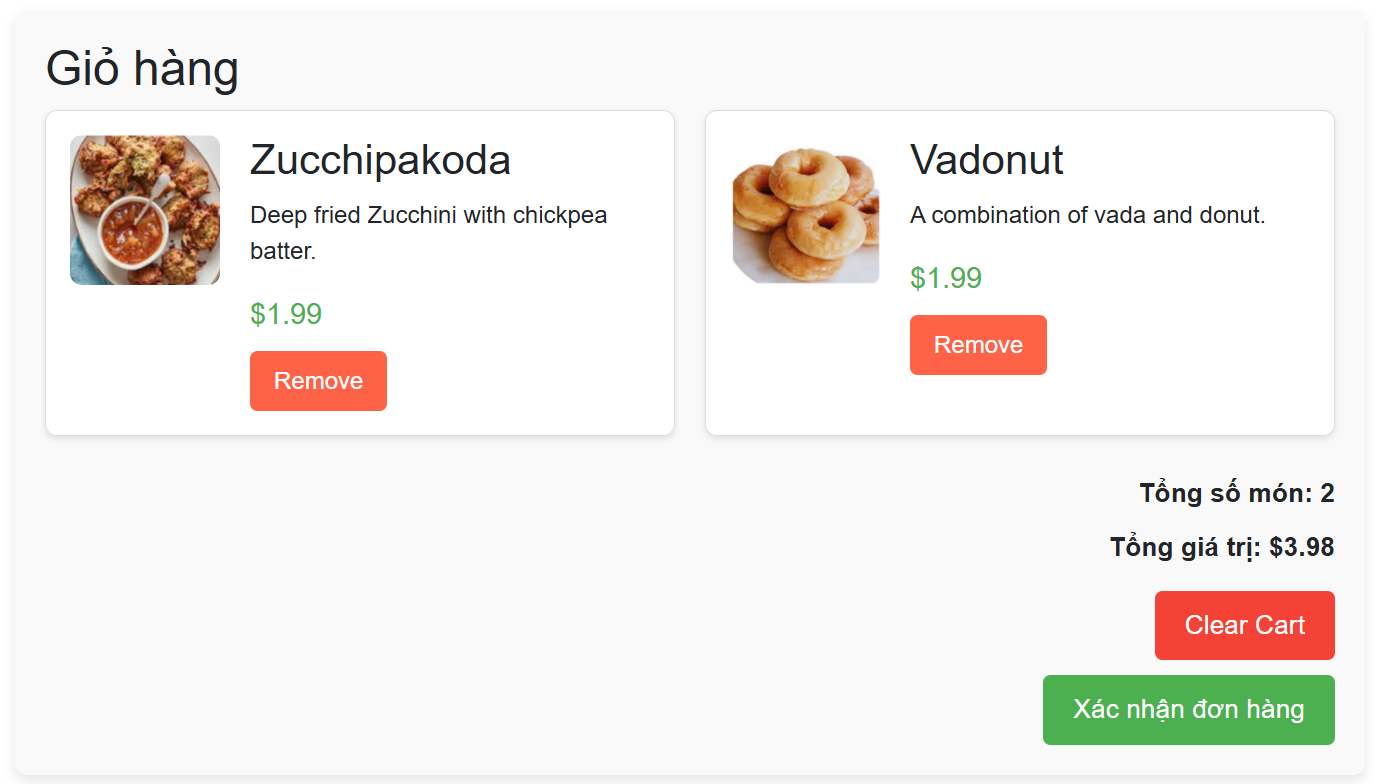 Giỏ hàng
Zucchipakoda
Deep fried Zucchini with chickpea
batter.
$1.99
Remove
Vadonut
A combination of vada and donut.
$1.99
Remove
Tổng số món: 2
Tổng giá trị: $3.98
Clear Cart
Xác nhận đơn hàng